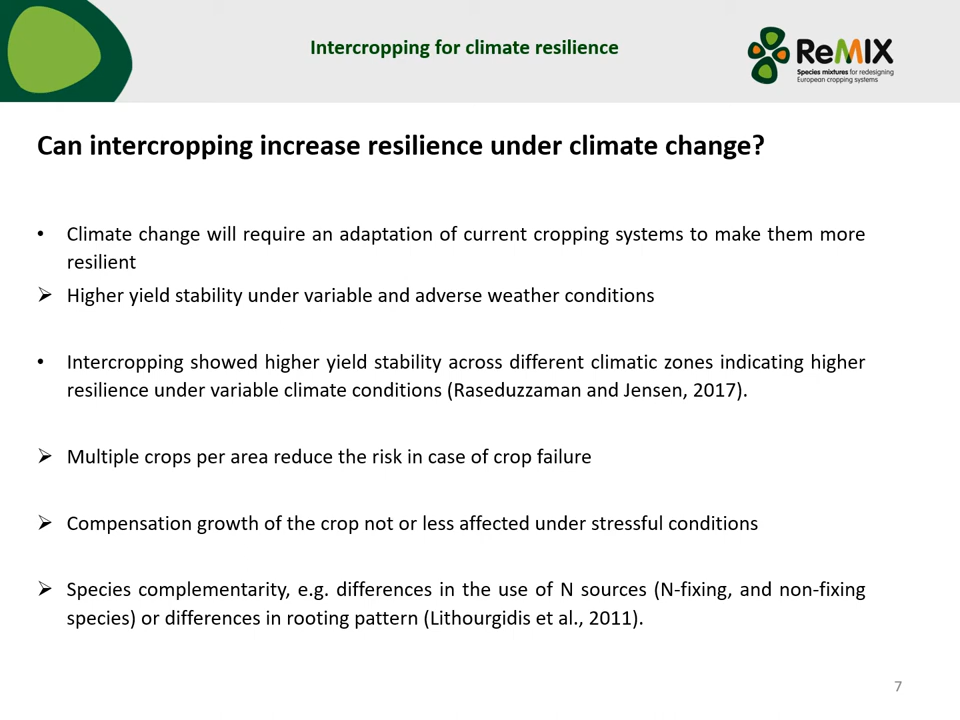 Intercropping for climate resilience
ReMIX
Species mixtures for redesigning
European cropping systems
Can intercropping increase resilience under climate change?
• Climate change will require an adaptation of current cropping systems to make them more
resilient
➢ Higher yield stability under variable and adverse weather conditions
• Intercropping showed higher yield stability across different climatic zones indicating higher
resilience under variable climate conditions (Raseduzzaman and Jensen, 2017).
➢ Multiple crops per area reduce the risk in case of crop failure
➢ Compensation growth of the crop not or less affected under stressful conditions
➢ Species complementarity, e.g. differences in the use of N sources (N-fixing, and non-fixing
species) or differences in rooting pattern (Lithourgidis et al., 2011).
7